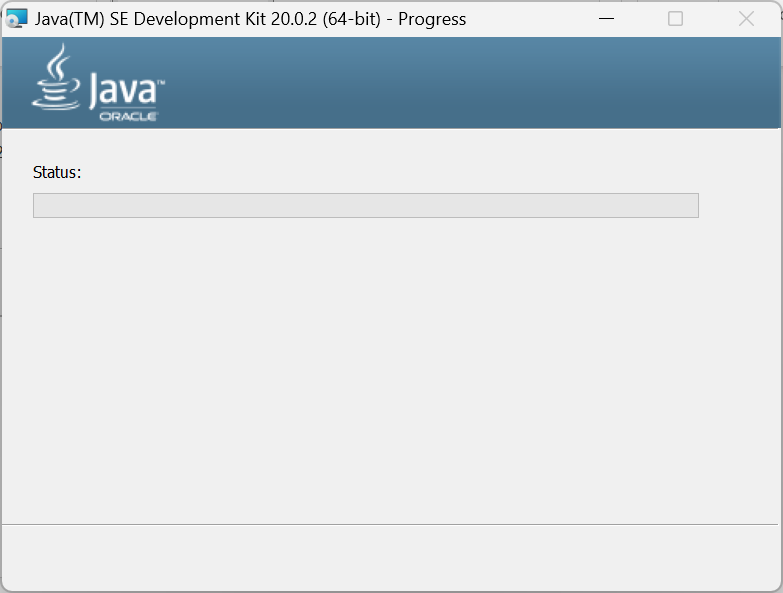 Java(TM) SE Development Kit 20.0.2 (64-bit) - Progress
Java™
ORACLE
Status: